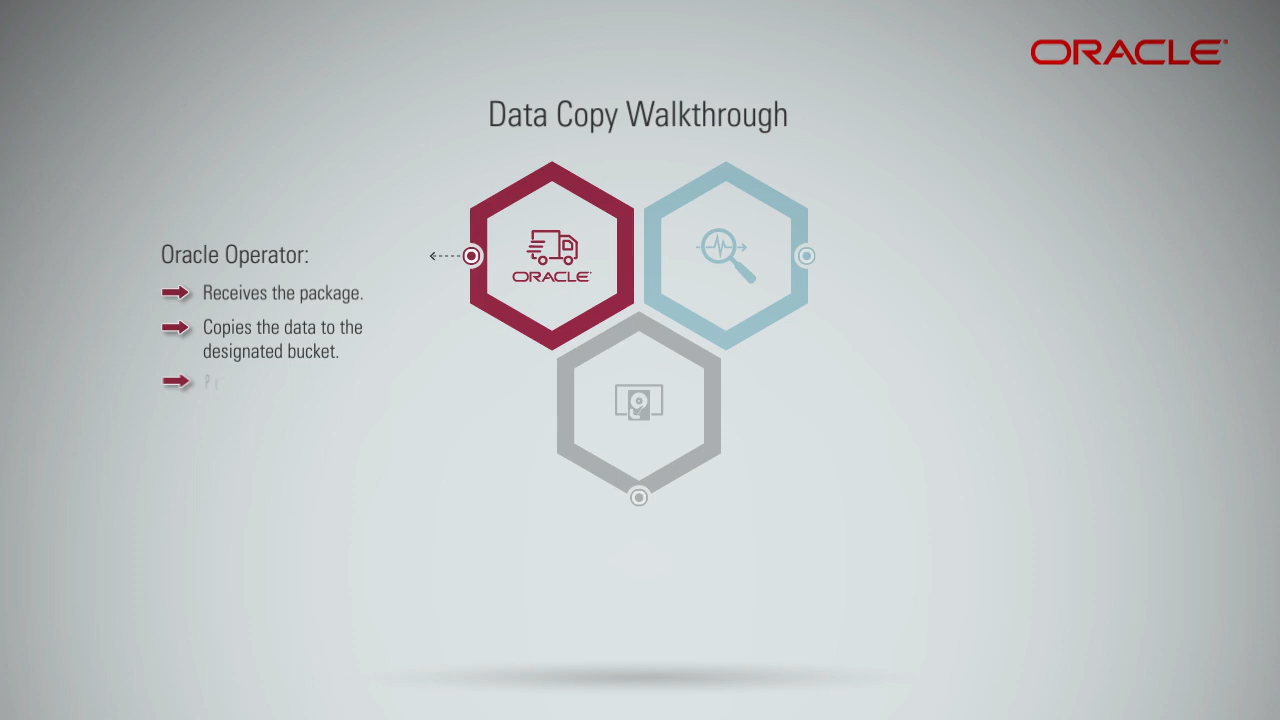 ORACLE
Data Copy Walkthrough
ORACLE
Oracle Operator:
Receives the package.
Copies the data to the
designated bucket.